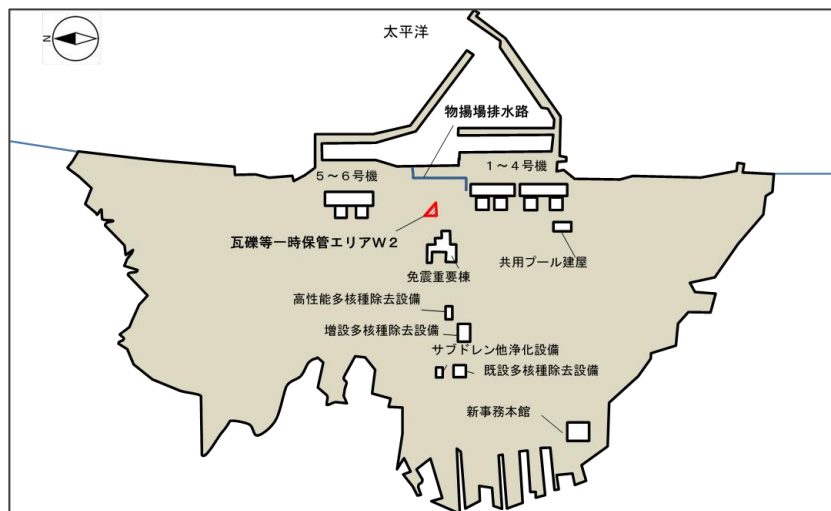 N
太平洋
物揚場排水路
5~6号機
1~4号機
瓦礫等一時保管エリアW2
免震重要棟
共用プール建屋
高性能多核種除去設備
増設多核種除去設備
サブドレン他浄化設備
既設多核種除去設備
新事務本館